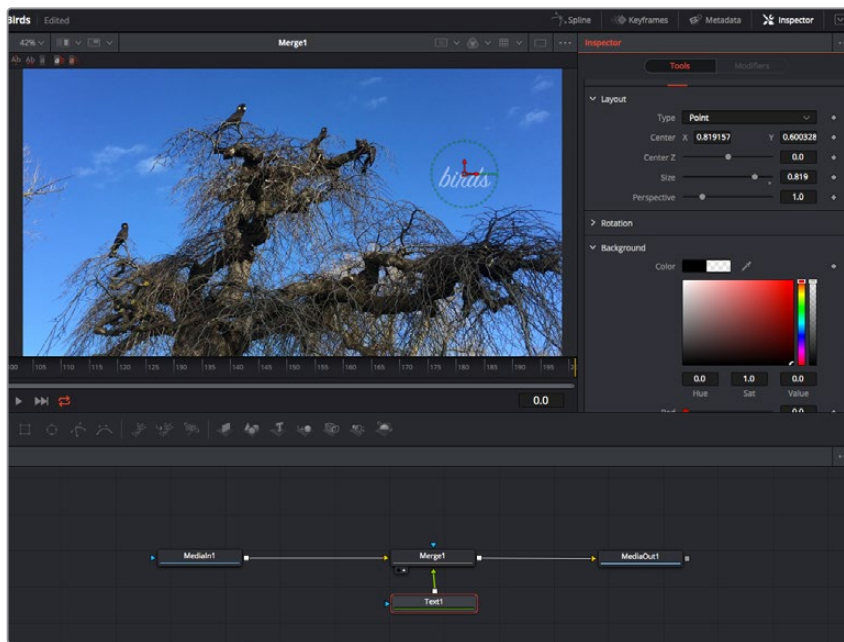 Birds Edited Spline Keyframes Metadata Inspector
42% Merge1 Inspector
Tools Modifiers
Layout
Type Point
Center X 0.819157 Y 0.600328
Center Z 0.0
Size 0.819
Perspective 1.0
Rotation
Background
Color
birds
100 105 110 115 120 125 130 135 140 145 150 155 160 165 170 175 180 185 190 195
0.0
0.0 1.0 0.0
Hue Sat Value
MediaIn1 Merge1 MediaOut1
Text1